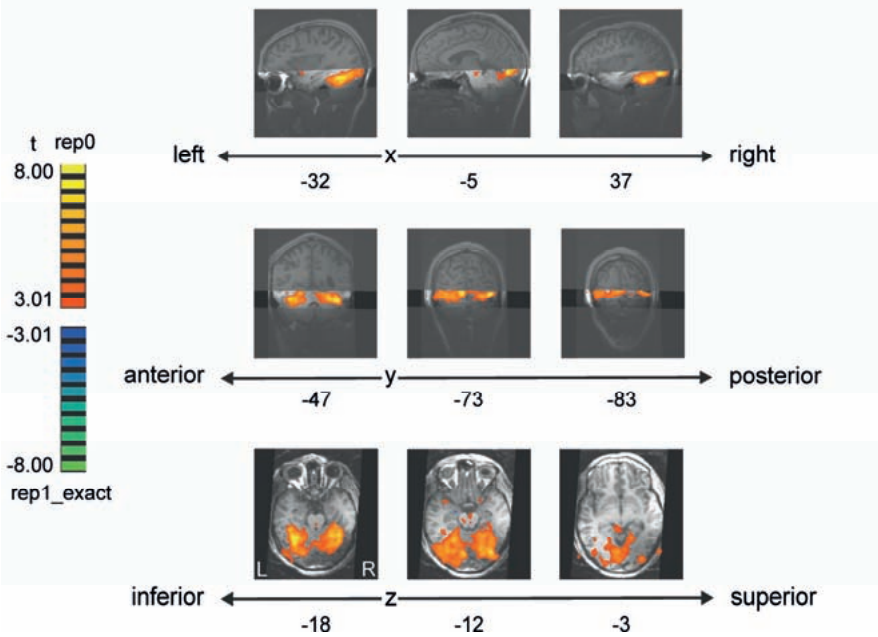 t rep0
8.00
3.01
-3.01
-8.00
rep1_exact
left x right
-32 -5 37
anterior y posterior
-47 -73 -83
L R
inferior z superior
-18 -12 -3